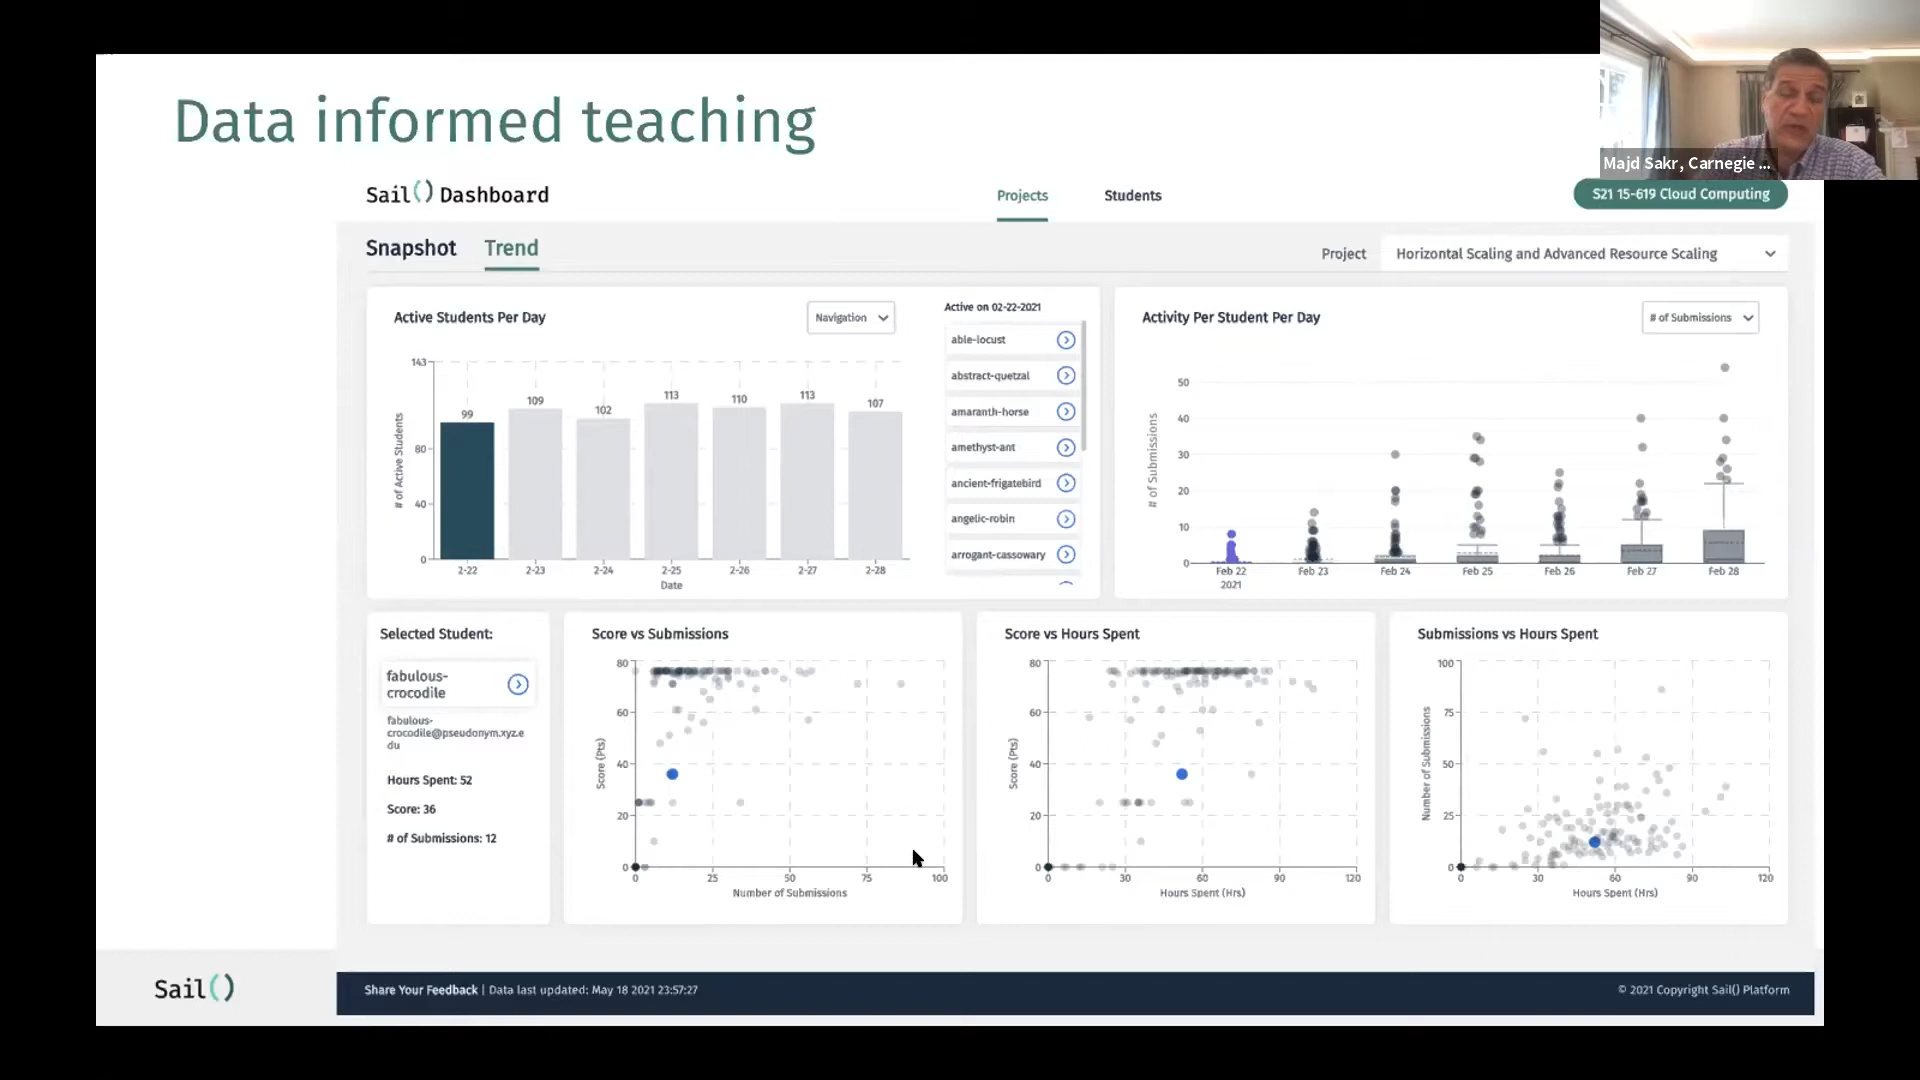 Data informed teaching
Majd Sakr, Carnegie ...
Sail() Dashboard
Projects
Students
S21 15-619 Cloud Computing
Snapshot
Trend
Project
Horizontal Scaling and Advanced Resource Scaling
Active Students Per Day
Navigation
143
80
40
0
# of Active Students
99
109
102
113
110
113
107
2-22
2-23
2-24
2-25
2-26
2-27
2-28
Date
Active on 02-22-2021
able-locust
abstract-quetzal
amaranth-horse
amethyst-ant
ancient-frigatebird
angelic-robin
arrogant-cassowary
Activity Per Student Per Day
# of Submissions
# of Submissions
50
40
30
20
10
0
Feb 22
2021
Feb 23
Feb 24
Feb 25
Feb 26
Feb 27
Feb 28
Selected Student:
fabulous-
crocodile
fabulous-
crocodile@pseudonym.xyz.e
du
Hours Spent: 52
Score: 36
# of Submissions: 12
Score vs Submissions
Score (Pts)
80
60
40
20
0
0
25
50
75
100
Number of Submissions
Score vs Hours Spent
Score (Pts)
80
60
40
20
0
0
30
60
90
120
Hours Spent (Hrs)
Submissions vs Hours Spent
Number of Submissions
100
75
50
25
0
0
30
60
90
120
Hours Spent (Hrs)
Sail()
Share Your Feedback | Data last updated: May 18 2021 23:57:27
© 2021 Copyright Sail() Platform